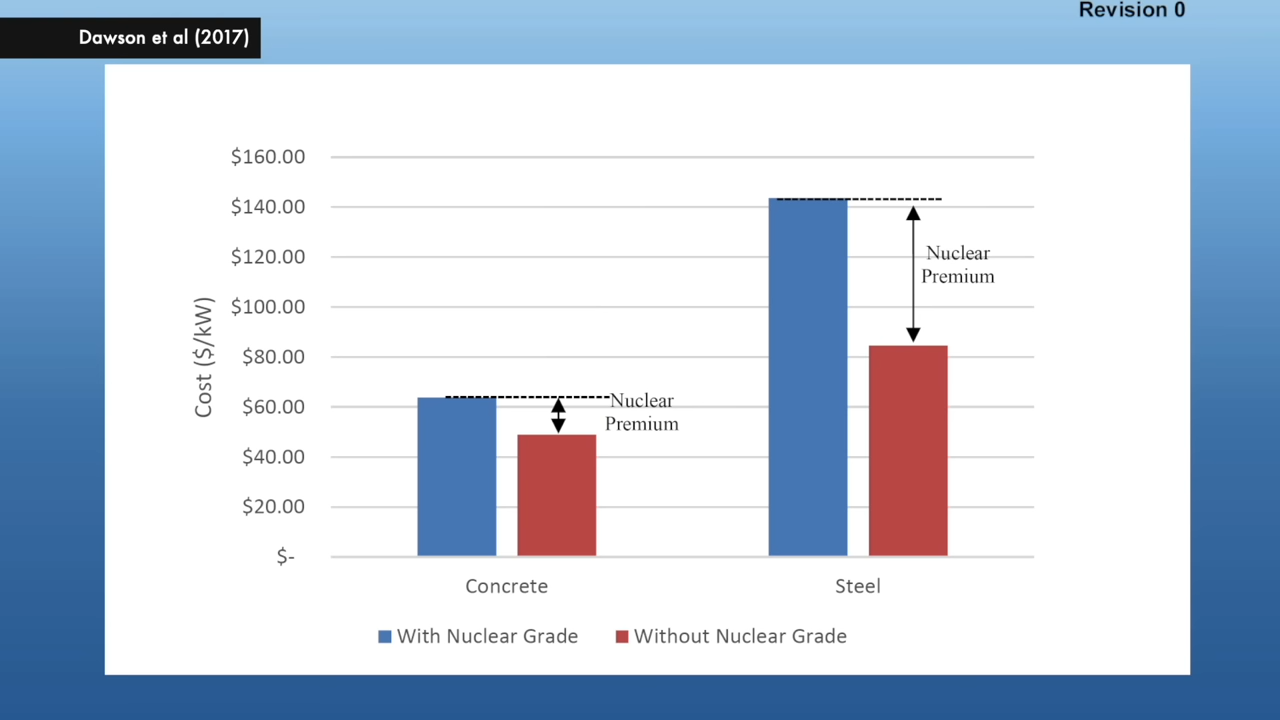 Revision 0
Dawson et al (2017)
$160.00
$140.00
$120.00
$100.00
$80.00
$60.00
$40.00
$20.00
$-
Cost ($/kW)
Nuclear
Premium
Nuclear
Premium
Concrete
Steel
With Nuclear Grade
Without Nuclear Grade